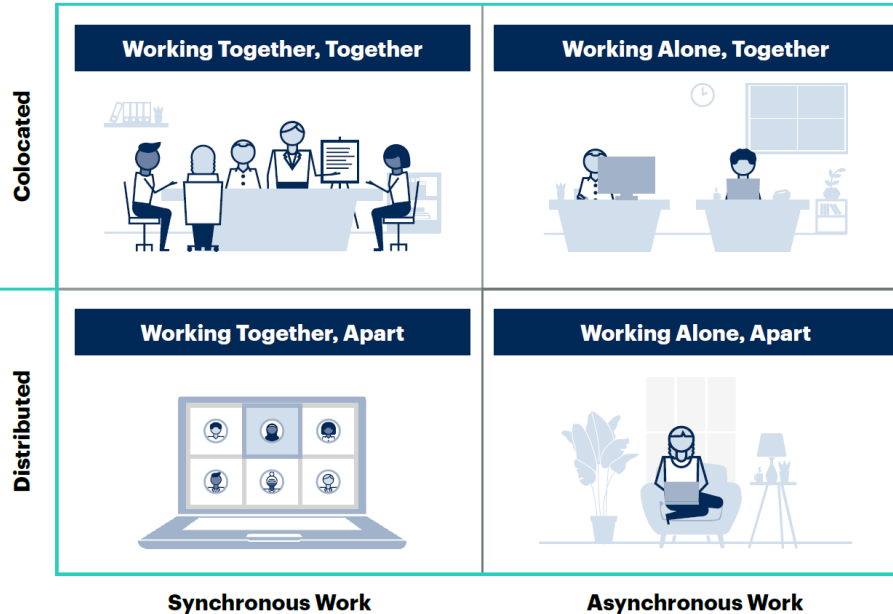 Working Together, Together
Working Alone, Together
Colocated
Working Together, Apart
Working Alone, Apart
Distributed
Synchronous Work
Asynchronous Work